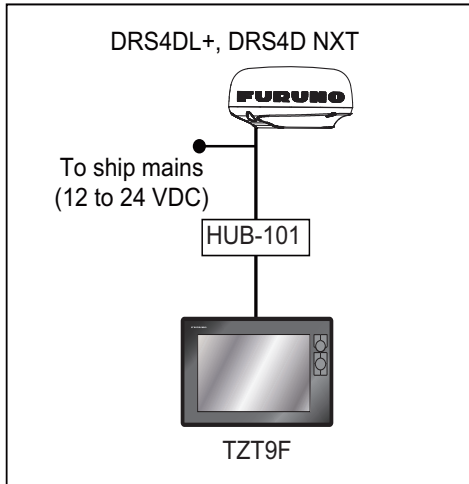 DRS4DL+, DRS4D NXT
FURUNO
To ship mains
(12 to 24 VDC)
HUB-101
TZT9F